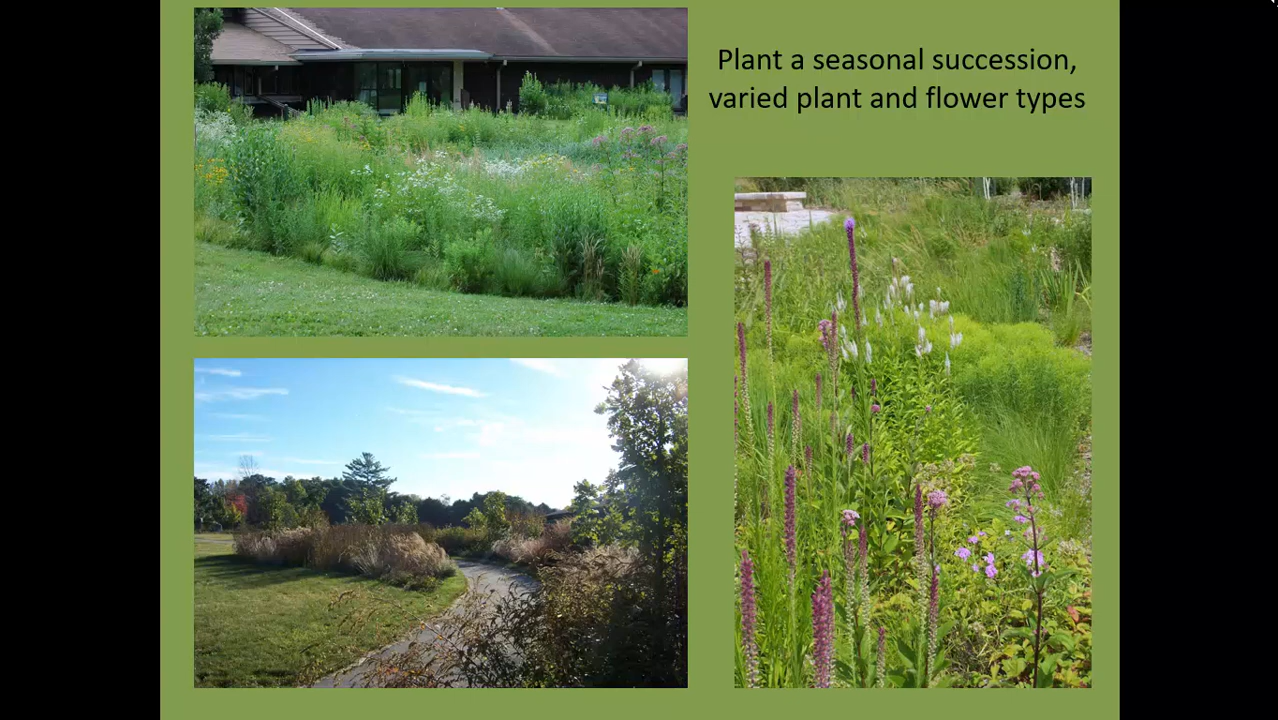 Plant a seasonal succession,
varied plant and flower types